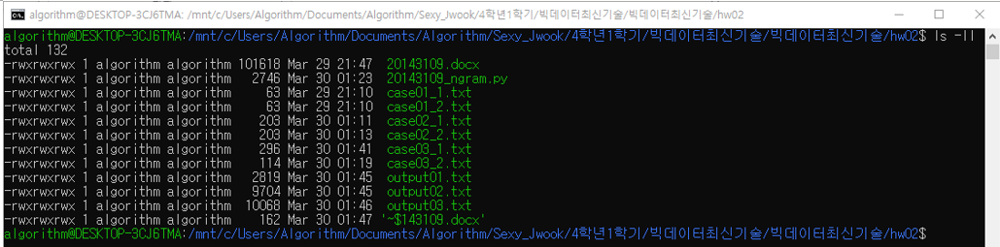 algorithm@DESKTOP-3CJ6TMA: /mnt/c/Users/Algorithm/Documents/Algorithm/Sexy_Jwook/4학년1학기/빅데이터최신기술/빅데이터최신기술/hw02
algorithm@DESKTOP-3CJ6TMA:/mnt/c/Users/Algorithm/Documents/Algorithm/Sexy_Jwook/4학년1학기/빅데이터최신기술/빅데이터최신기술/hw02$ ls -ll
total 132
-rwxrwxrwx 1 algorithm algorithm 101618 Mar 29 21:47  20143109.docx
-rwxrwxrwx 1 algorithm algorithm   2746 Mar 30 01:23  20143109_ngram.py
-rwxrwxrwx 1 algorithm algorithm     63 Mar 29 21:10  case01_1.txt
-rwxrwxrwx 1 algorithm algorithm     63 Mar 29 21:10  case01_2.txt
-rwxrwxrwx 1 algorithm algorithm    203 Mar 30 01:11  case02_1.txt
-rwxrwxrwx 1 algorithm algorithm    203 Mar 30 01:13  case02_2.txt
-rwxrwxrwx 1 algorithm algorithm    296 Mar 30 01:41  case03_1.txt
-rwxrwxrwx 1 algorithm algorithm    114 Mar 30 01:19  case03_2.txt
-rwxrwxrwx 1 algorithm algorithm   2819 Mar 30 01:45  output01.txt
-rwxrwxrwx 1 algorithm algorithm   9704 Mar 30 01:45  output02.txt
-rwxrwxrwx 1 algorithm algorithm  10068 Mar 30 01:46  output03.txt
-rwxrwxrwx 1 algorithm algorithm    162 Mar 30 01:47 '~$143109.docx'
algorithm@DESKTOP-3CJ6TMA:/mnt/c/Users/Algorithm/Documents/Algorithm/Sexy_Jwook/4학년1학기/빅데이터최신기술/빅데이터최신기술/hw02$